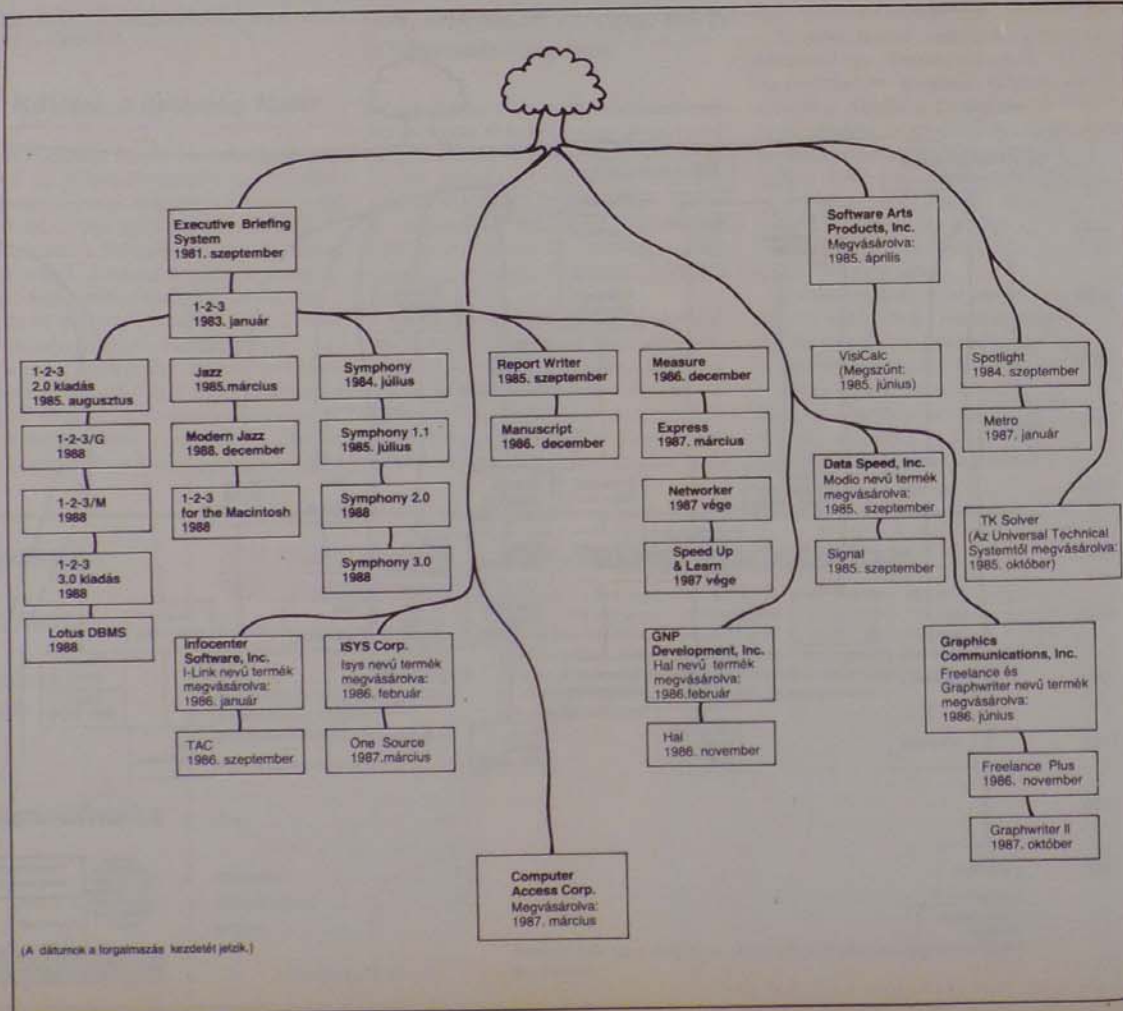 Executive Briefing
System
1981. szeptember
1-2-3
1983. január
1-2-3
2.0 kiadás
1985. augusztus
1-2-3/G
1988
1-2-3/M
1988
1-2-3
3.0 kiadás
1988
Lotus DBMS
1988
Jazz
1985.március
Modern Jazz
1988. december
1-2-3
for the Macintosh
1988
Symphony
1984. július
Symphony 1.1
1985. július
Symphony 2.0
1988
Symphony 3.0
1988
Report Writer
1985. szeptember
Manuscript
1986. december
Measure
1986. december
Express
1987. március
Networker
1987 vége
Speed Up
& Learn
1987 vége
Software Arts
Products, Inc.
Megvásárolva:
1985. április
VisiCalc
(Megszűnt:
1985. június)
Spotlight
1984. szeptember
Metro
1987. január
Data Speed, Inc.
Modio nevű termék
megvásárolva:
1985. szeptember
Signal
1985. szeptember
TK Solver
(Az Universal Technical
Systemtől megvásárolva:
1985. október)
Infocenter
Software, Inc.
I-Link nevű termék
megvásárolva:
1986. január
TAC
1986. szeptember
ISYS Corp.
Isys nevű termék
megvásárolva:
1986. február
One Source
1987.március
GNP
Development, Inc.
Hal nevű termék
megvásárolva:
1986.február
Hal
1986. november
Graphics
Communications, Inc.
Freelance és
Graphwriter nevű termék
megvásárolva:
1986. június
Freelance Plus
1986. november
Graphwriter II
1987. október
Computer
Access Corp.
Megvásárolva:
1987. március
(A dátumok a forgalmazás kezdetét jelzik.)